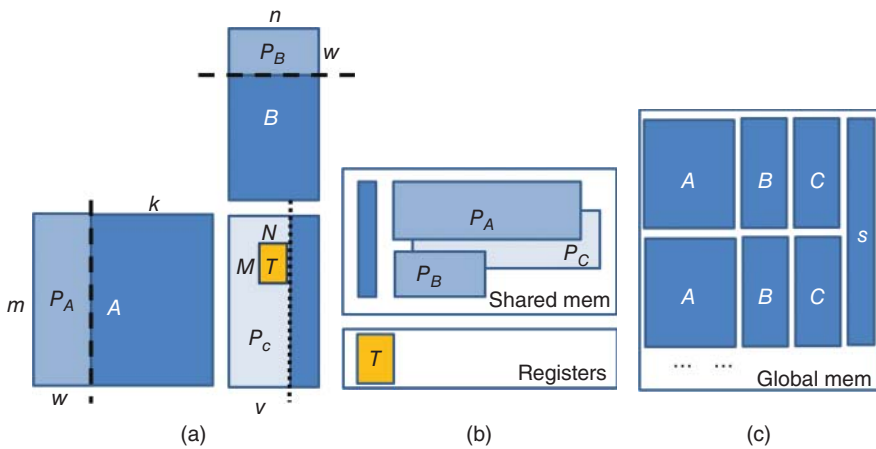 n
P_B
w
B
k
N
M
T
m
P_A
A
P_c
w
v
(a)
P_A
P_C
P_B
Shared mem
T
Registers
(b)
A B C
s
A B C
... ...
Global mem
(c)